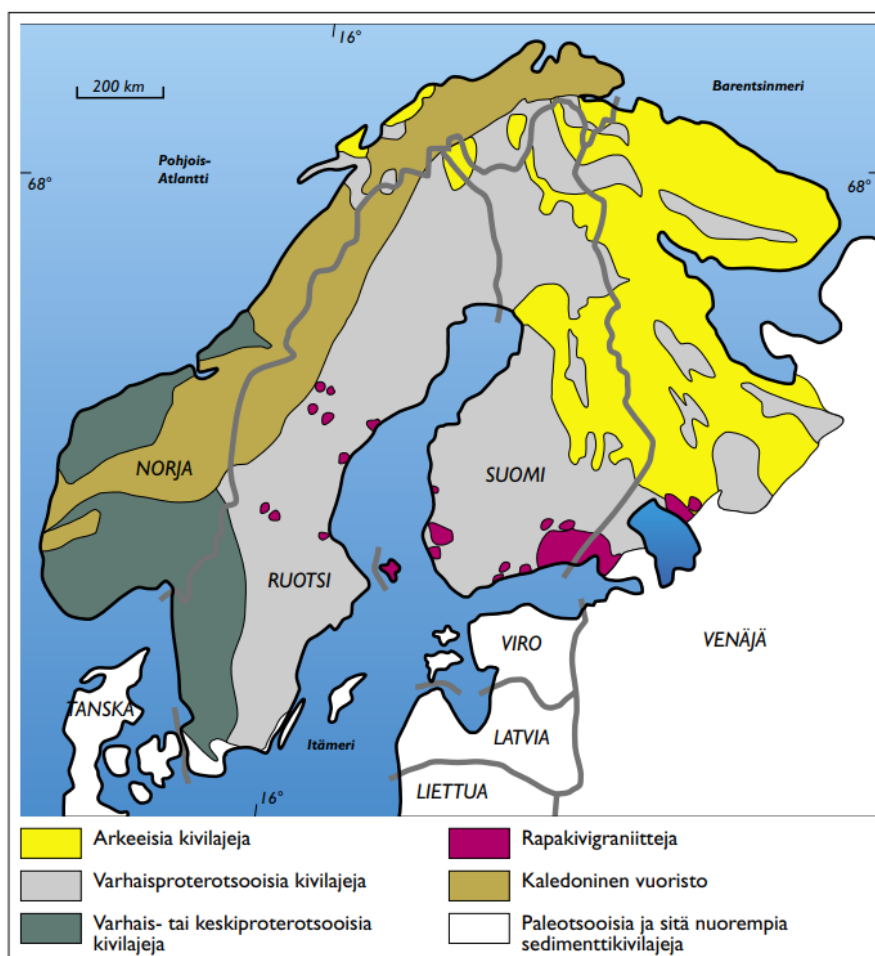 16°
200 km
Barentsinmeri
Pohjois-
Atlantti
68°
68°
NORJA
SUOMI
RUOTSI
VIRO
VENÄJÄ
TANSKA
LATVIA
Itämeri
LIETTUA
16°
Arkeeisia kivilajeja
Varhaisproterotsooisia kivilajeja
Varhais- tai keskiproterotsooisia
kivilajeja
Rapakivigraniitteja
Kaledoninen vuoristo
Paleotsooisia ja sitä nuorempia
sedimenttikivilajeja